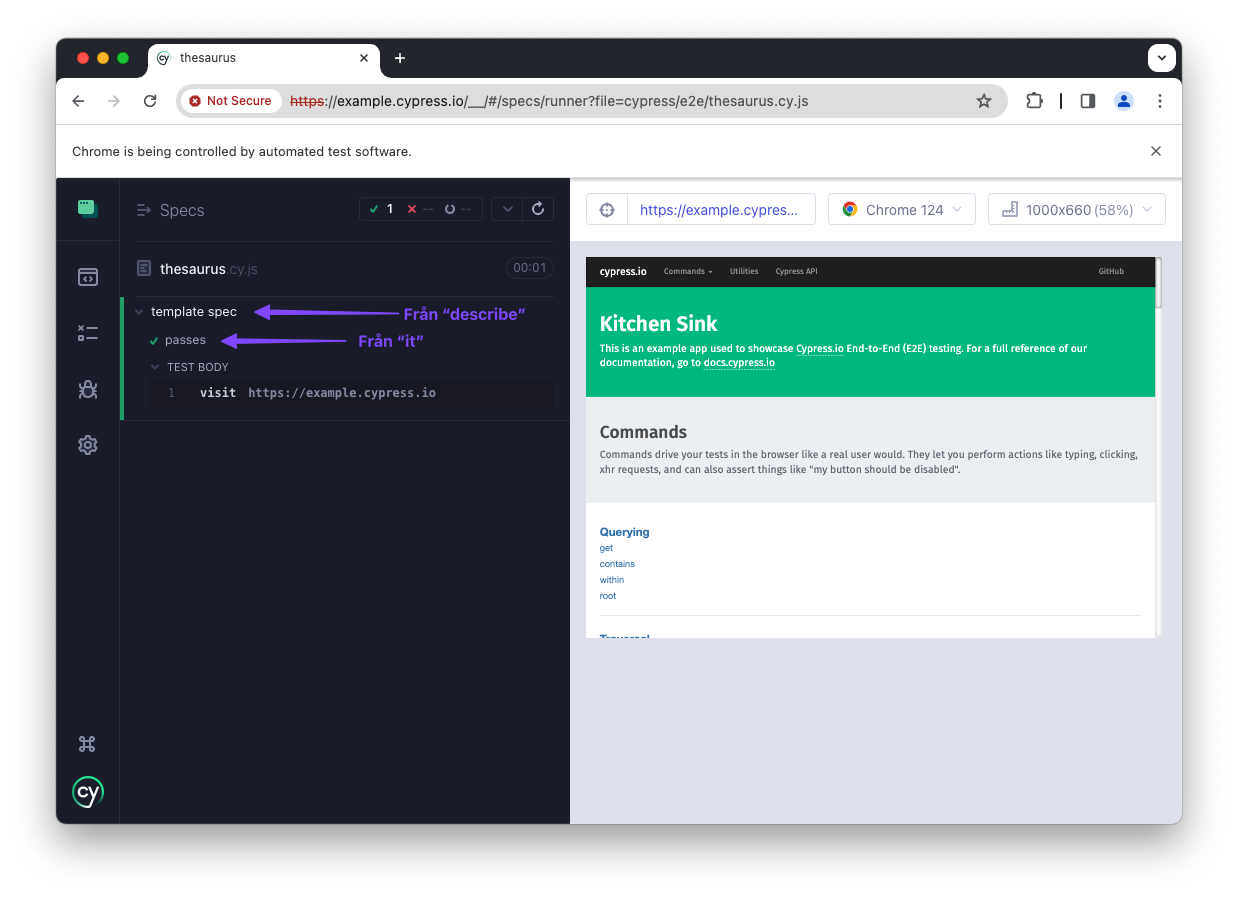 thesaurus
Not Secure https://example.cypress.io/__/#/specs/runner?file=cypress/e2e/thesaurus.cy.js
Chrome is being controlled by automated test software.
Specs 1 -- --
thesaurus.cy.js 00:01
template spec Från “describe”
passes Från “it”
TEST BODY
1 visit https://example.cypress.io
cy
https://example.cypres... Chrome 124 1000x660 (58%)
cypress.io Commands Utilities Cypress API GitHub
Kitchen Sink
This is an example app used to showcase Cypress.io End-to-End (E2E) testing. For a full reference of our
documentation, go to docs.cypress.io
Commands
Commands drive your tests in the browser like a real user would. They let you perform actions like typing, clicking,
xhr requests, and can also assert things like "my button should be disabled".
Querying
get
contains
within
root
Traversal